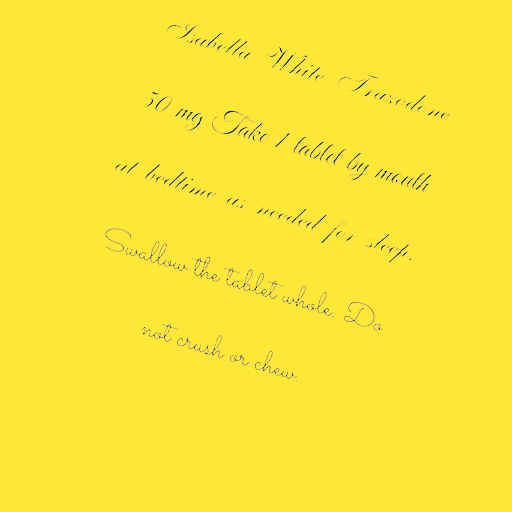 Isabella White Trazodone
50 mg Take 1 tablet by mouth
at bedtime as needed for sleep.
Swallow the tablet whole. Do
not crush or chew.